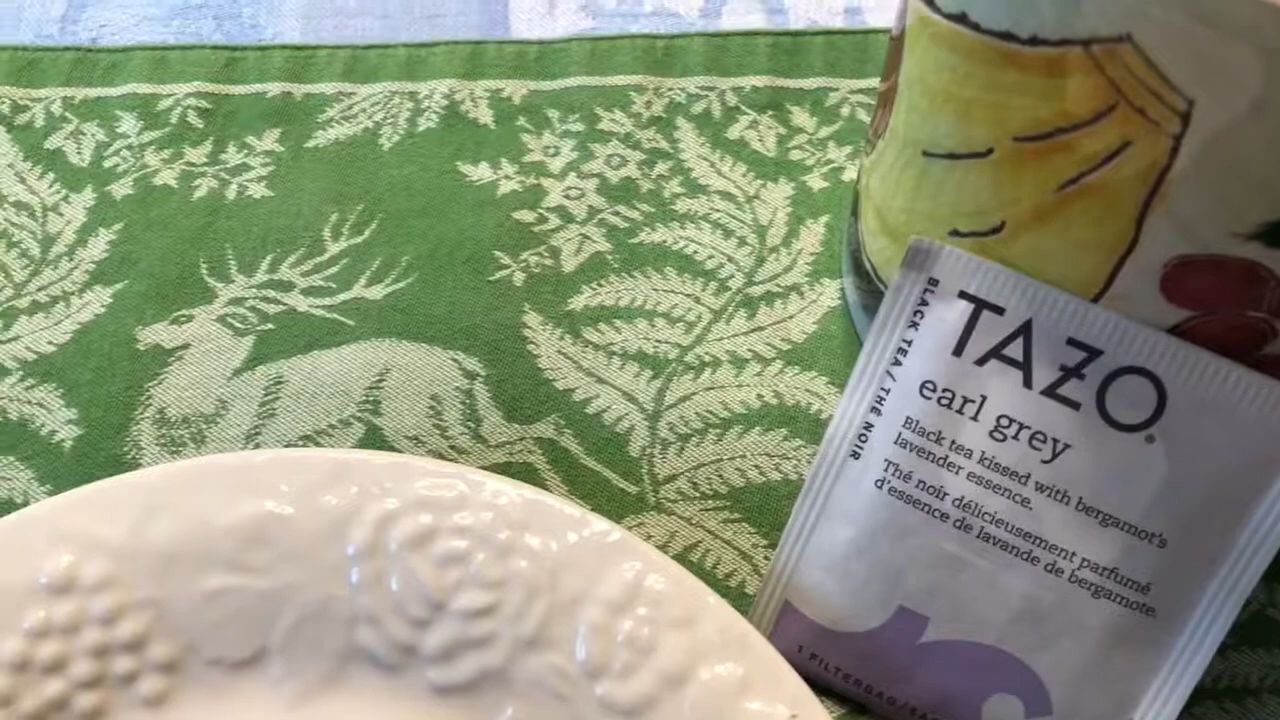 BLACK TEA / THÉ NOIR
TAZO®
earl grey
Black tea kissed with bergamot's
lavender essence.
Thé noir délicieusement parfumé
d'essence de lavande de bergamote.
1 FILTERBAG/